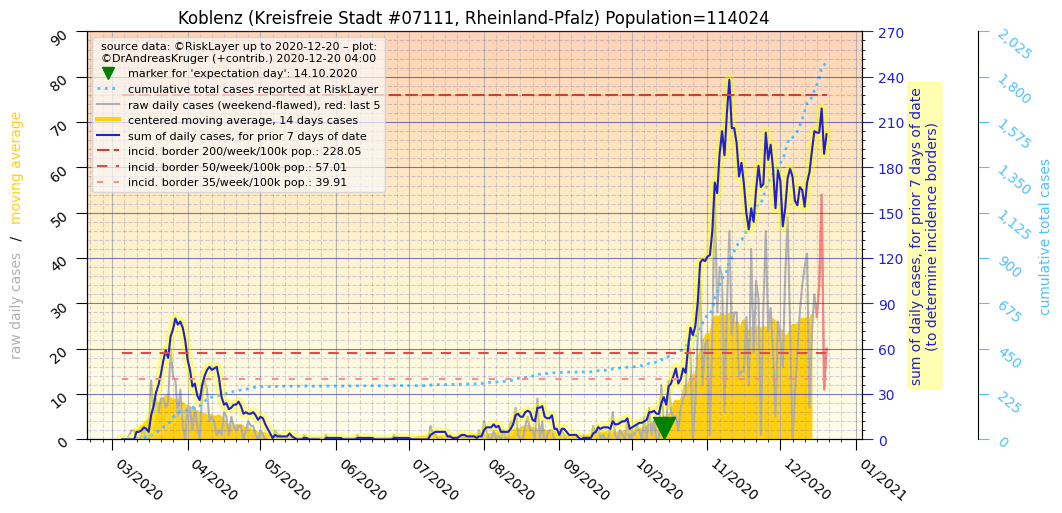 Koblenz (Kreisfreie Stadt #07111, Rheinland-Pfalz) Population=114024
source data: ©RiskLayer up to 2020-12-20 – plot:
©DrAndreasKruger (+contrib.) 2020-12-20 04:00
marker for 'expectation day': 14.10.2020
cumulative total cases reported at RiskLayer
raw daily cases (weekend-flawed), red: last 5
centered moving average, 14 days cases
sum of daily cases, for prior 7 days of date
incid. border 200/week/100k pop.: 228.05
incid. border 50/week/100k pop.: 57.01
incid. border 35/week/100k pop.: 39.91
raw daily cases / moving average
90
80
70
60
50
40
30
20
10
0
03/2020
04/2020
05/2020
06/2020
07/2020
08/2020
09/2020
10/2020
11/2020
12/2020
01/2021
270
240
210
180
150
120
90
60
30
0
sum of daily cases, for prior 7 days of date
(to determine incidence borders)
2,025
1,800
1,575
1,350
1,125
900
675
450
225
0
cumulative total cases